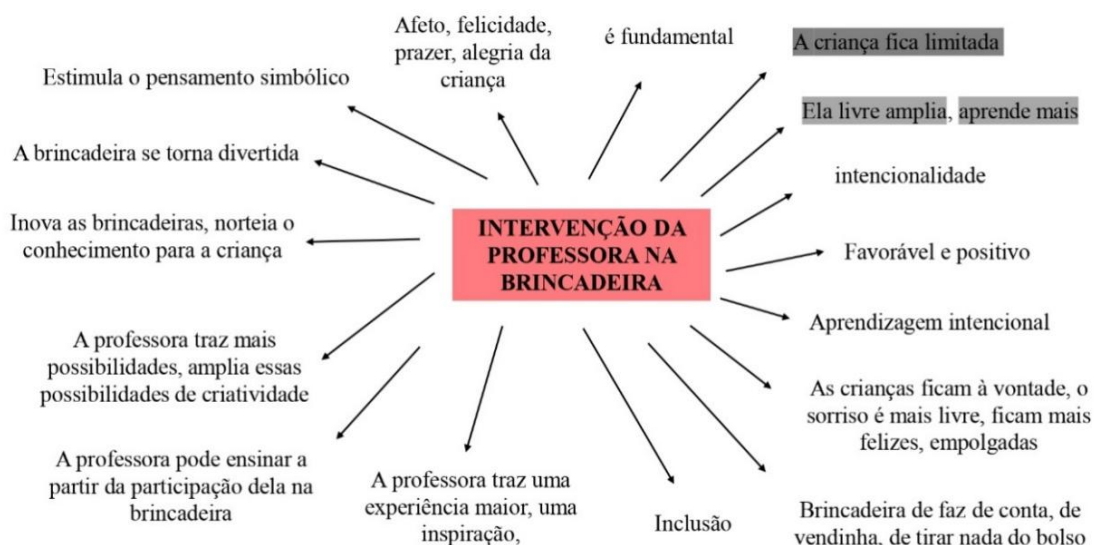 Afeto, felicidade,
prazer, alegria da
criança
é fundamental
A criança fica limitada
Estimula o pensamento simbólico
Ela livre amplia, aprende mais
A brincadeira se torna divertida
intencionalidade
Inova as brincadeiras, norteia o
conhecimento para a criança
INTERVENÇÃO DA
PROFESSORA NA
BRINCADEIRA
Favorável e positivo
Aprendizagem intencional
A professora traz mais
possibilidades, amplia essas
possibilidades de criatividade
As crianças ficam à vontade, o
sorriso é mais livre, ficam mais
felizes, empolgadas
A professora pode ensinar a
partir da participação dela na
brincadeira
A professora traz uma
experiência maior, uma
inspiração,
Inclusão
Brincadeira de faz de conta, de
vendinha, de tirar nada do bolso